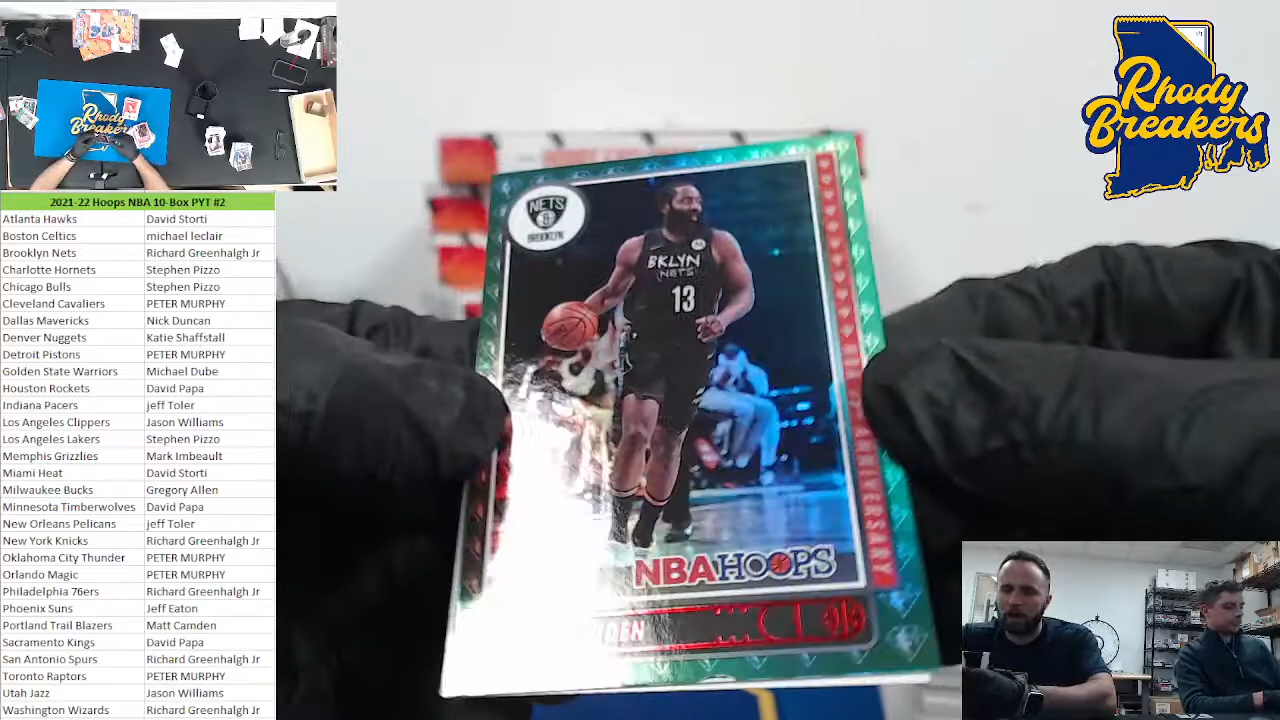 Rhody
Breakers
Rhody
Breakers
2021-22 Hoops NBA 10-Box PYT #2
Atlanta Hawks David Storti
Boston Celtics michael leclair
Brooklyn Nets Richard Greenhalgh Jr
Charlotte Hornets Stephen Pizzo
Chicago Bulls Stephen Pizzo
Cleveland Cavaliers PETER MURPHY
Dallas Mavericks Nick Duncan
Denver Nuggets Katie Shaffstall
Detroit Pistons PETER MURPHY
Golden State Warriors Michael Dube
Houston Rockets David Papa
Indiana Pacers jeff Toler
Los Angeles Clippers Jason Williams
Los Angeles Lakers Stephen Pizzo
Memphis Grizzlies Mark Imbeault
Miami Heat David Storti
Milwaukee Bucks Gregory Allen
Minnesota Timberwolves David Papa
New Orleans Pelicans jeff Toler
New York Knicks Richard Greenhalgh Jr
Oklahoma City Thunder PETER MURPHY
Orlando Magic PETER MURPHY
Philadelphia 76ers Richard Greenhalgh Jr
Phoenix Suns Jeff Eaton
Portland Trail Blazers Matt Camden
Sacramento Kings David Papa
San Antonio Spurs Richard Greenhalgh Jr
Toronto Raptors PETER MURPHY
Utah Jazz Jason Williams
Washington Wizards Richard Greenhalgh Jr
NETS
BROOKLYN
BKLYN
NETS
13
ANNIVERSARY
NBA HOOPS
DEN